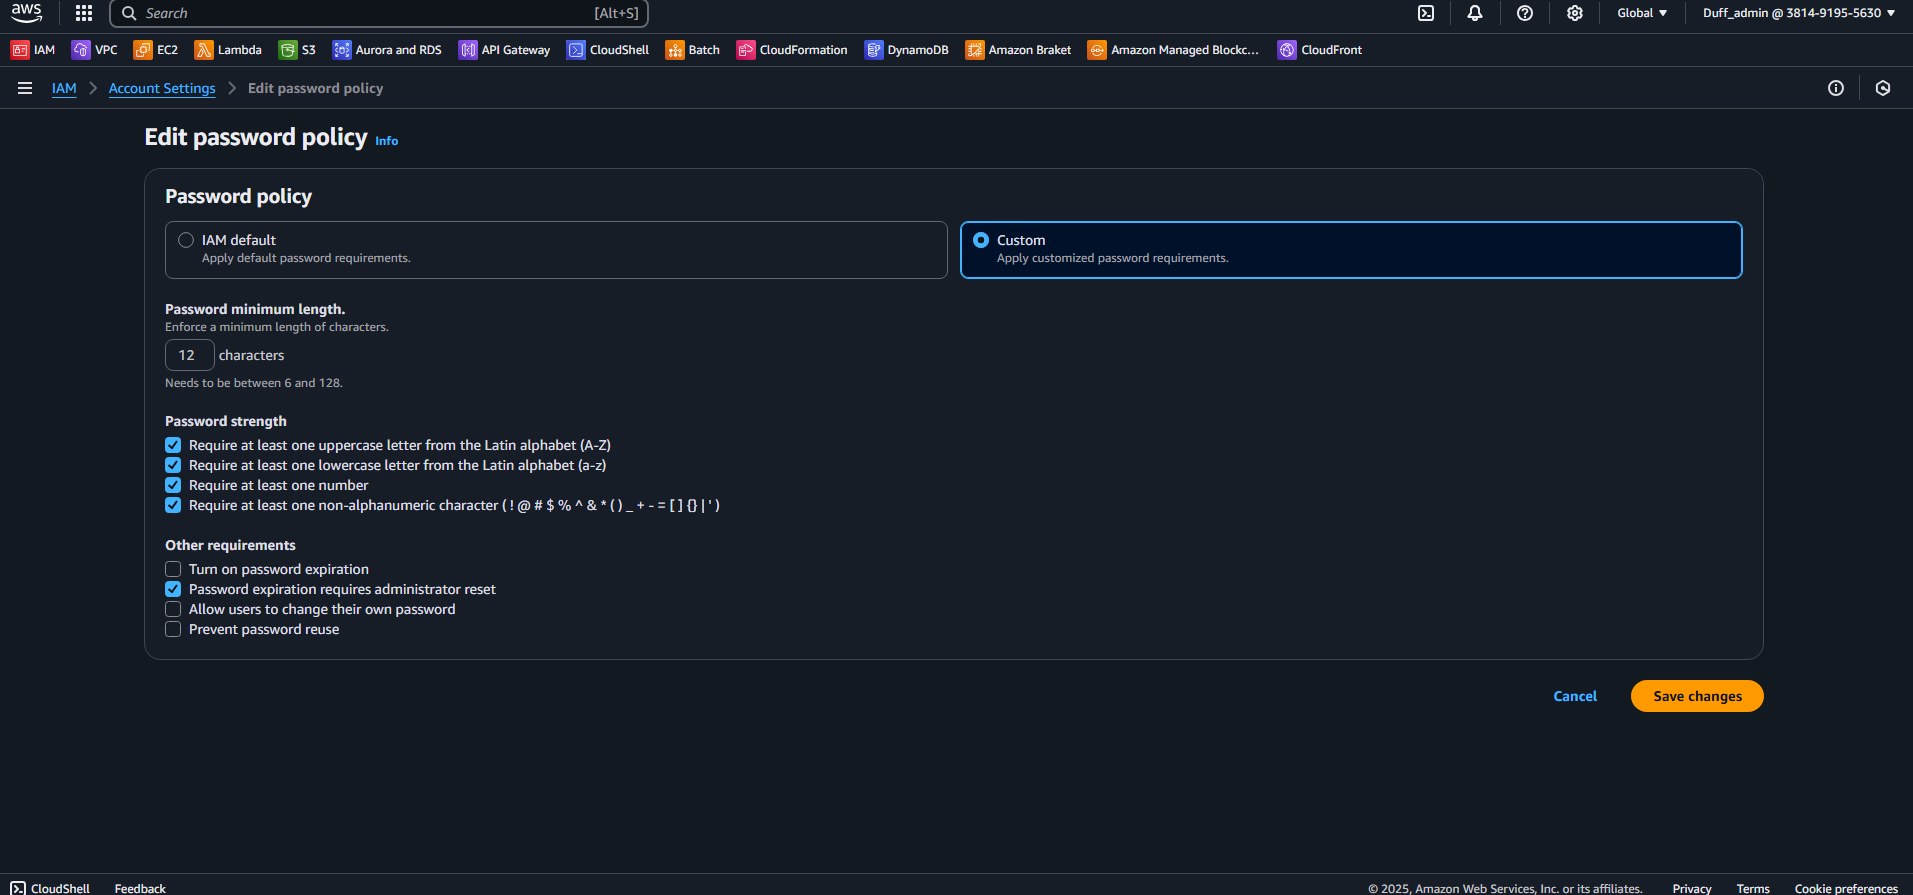 aws
Search [Alt+S]
Global ▼
Duff_admin @ 3814-9195-5630 ▼
IAM VPC EC2 Lambda S3 Aurora and RDS API Gateway CloudShell Batch CloudFormation DynamoDB Amazon Braket Amazon Managed Blockc... CloudFront
IAM > Account Settings > Edit password policy
Edit password policy Info
Password policy
IAM default
Apply default password requirements.
Custom
Apply customized password requirements.
Password minimum length.
Enforce a minimum length of characters.
12 characters
Needs to be between 6 and 128.
Password strength
Require at least one uppercase letter from the Latin alphabet (A-Z)
Require at least one lowercase letter from the Latin alphabet (a-z)
Require at least one number
Require at least one non-alphanumeric character ( ! @ # $ % ^ & * ( ) _ + - = [ ] { } | ' )
Other requirements
Turn on password expiration
Password expiration requires administrator reset
Allow users to change their own password
Prevent password reuse
Cancel
Save changes
CloudShell Feedback © 2025, Amazon Web Services, Inc. or its affiliates. Privacy Terms Cookie preferences